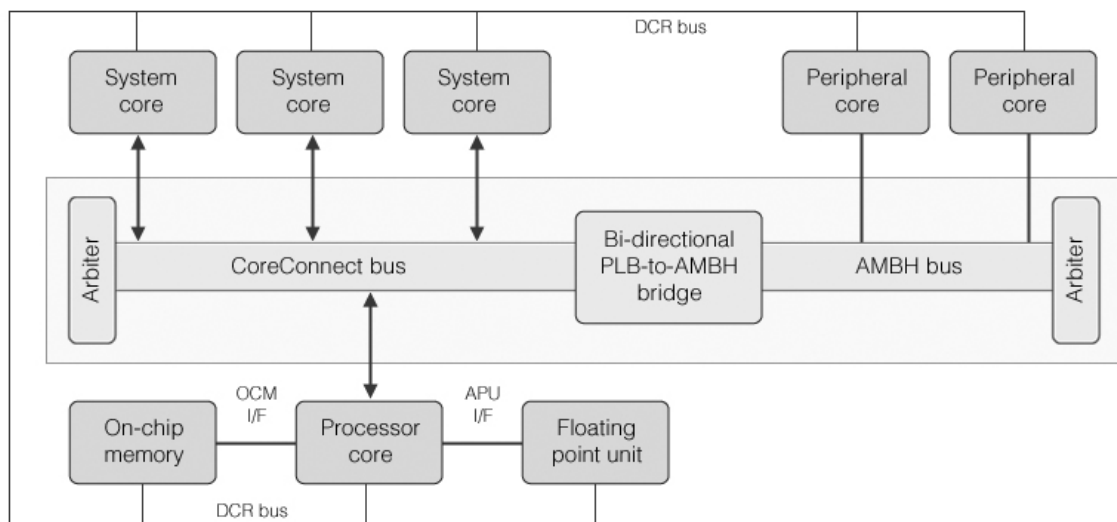 DCR bus
System
core
System
core
System
core
Peripheral
core
Peripheral
core
Arbiter
CoreConnect bus
Bi-directional
PLB-to-AMBH
bridge
AMBH bus
Arbiter
OCM
I/F
APU
I/F
On-chip
memory
Processor
core
Floating
point unit
DCR bus